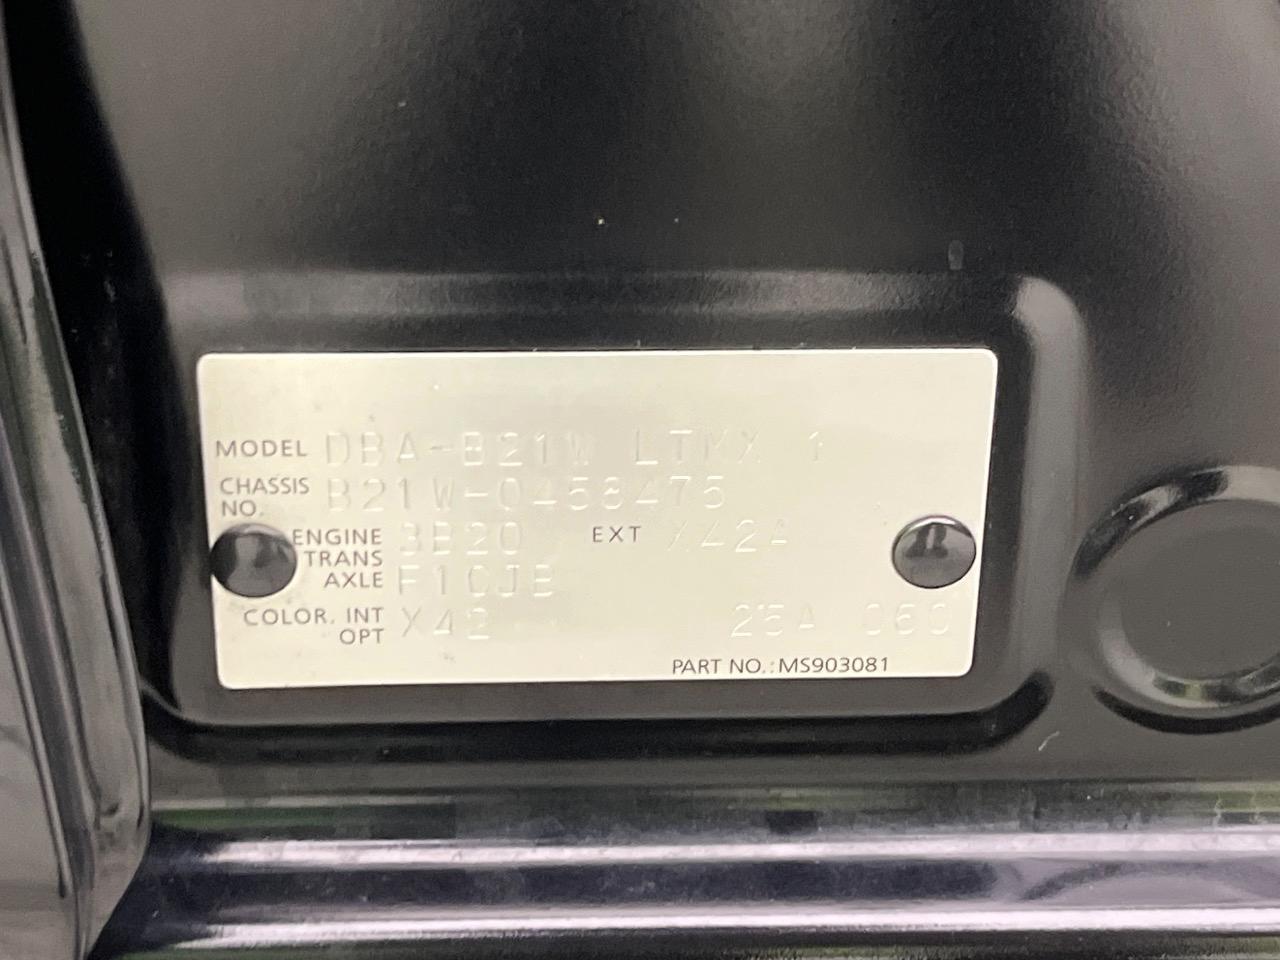 MODEL DBA-B21W LTMX 1
CHASSIS NO. B21W-0458475
ENGINE 3B20 EXT X42A
TRANS AXLE F1CJB
COLOR. INT OPT X42 25A 060
PART NO.: MS903081